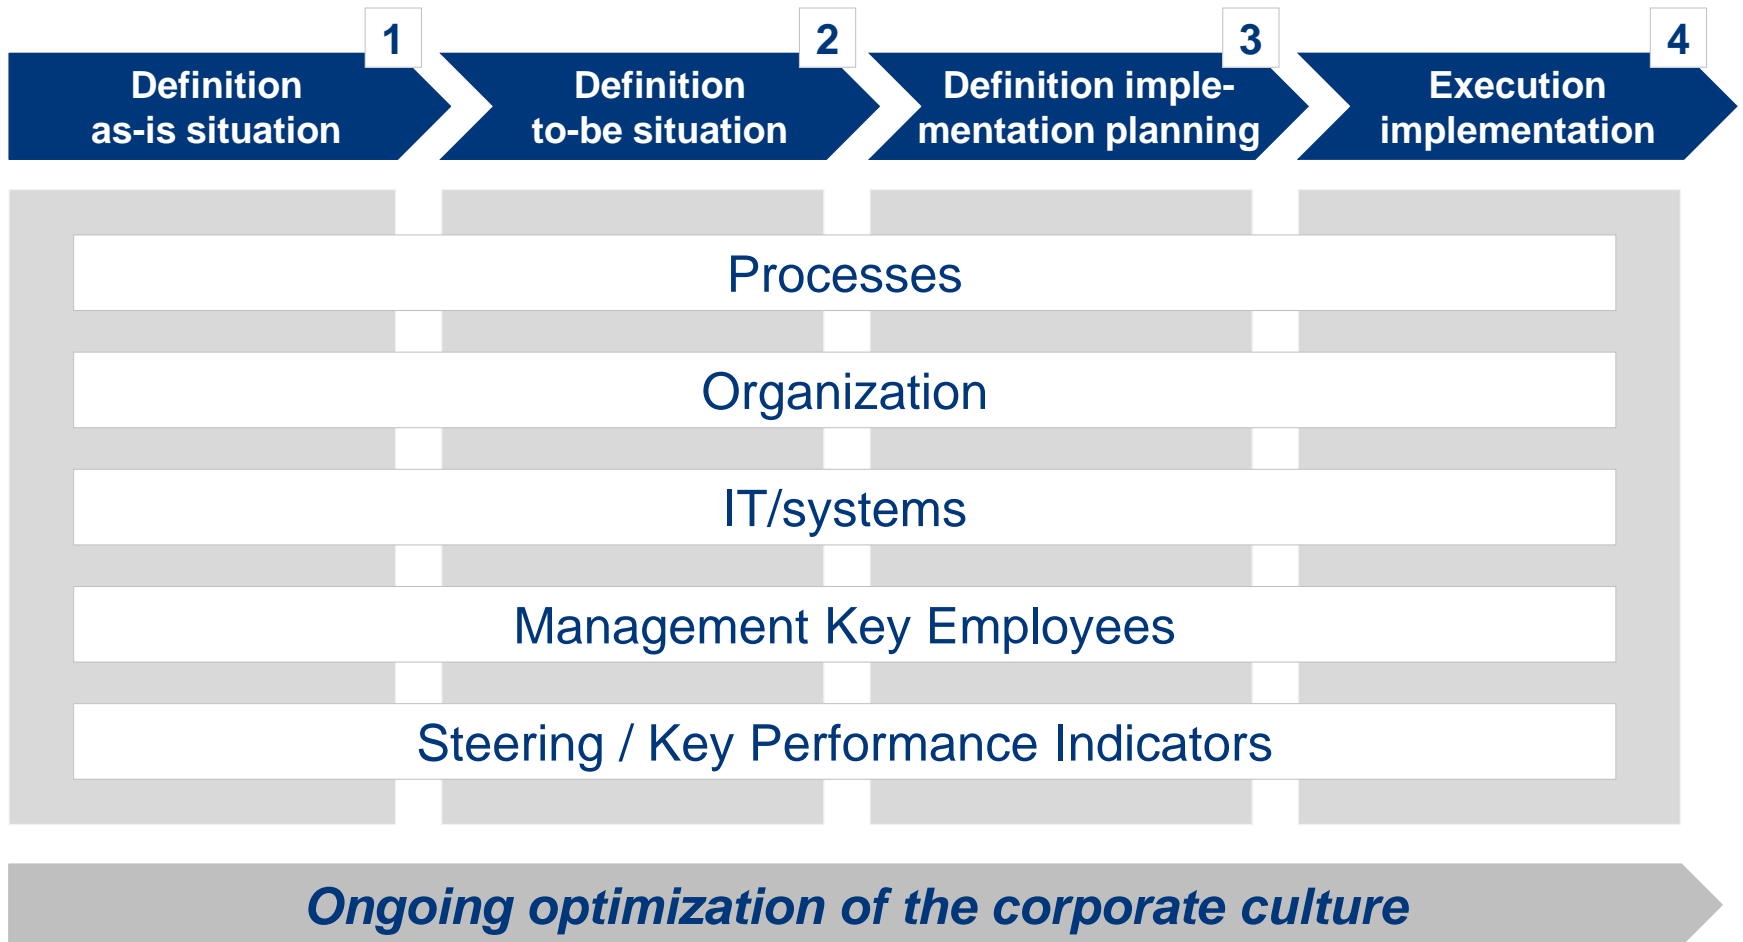 1
Definition
as-is situation
2
Definition
to-be situation
3
Definition imple-
mentation planning
4
Execution
implementation
Processes
Organization
IT/systems
Management Key Employees
Steering / Key Performance Indicators
Ongoing optimization of the corporate culture